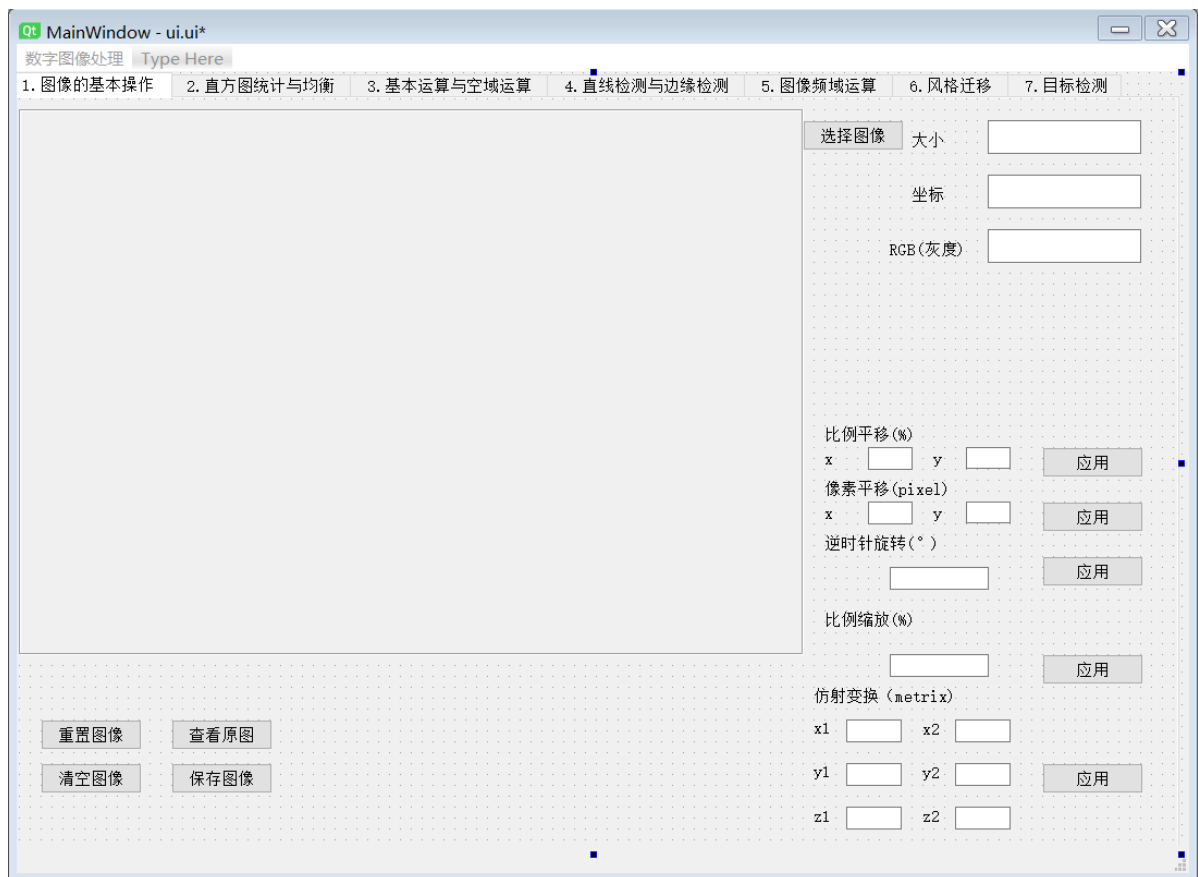 MainWindow - ui.ui*
数字图像处理 Type Here
1. 图像的基本操作 2. 直方图统计与均衡 3. 基本运算与空域运算 4. 直线检测与边缘检测 5. 图像频域运算 6. 风格迁移 7. 目标检测
选择图像 大小
坐标
RGB(灰度)
比例平移(%)
x y 应用
像素平移(pixel)
x y 应用
逆时针旋转(°)
应用
比例缩放(%)
应用
仿射变换（metrix)
重置图像 查看原图 x1 x2
清空图像 保存图像 y1 y2 应用
z1 z2